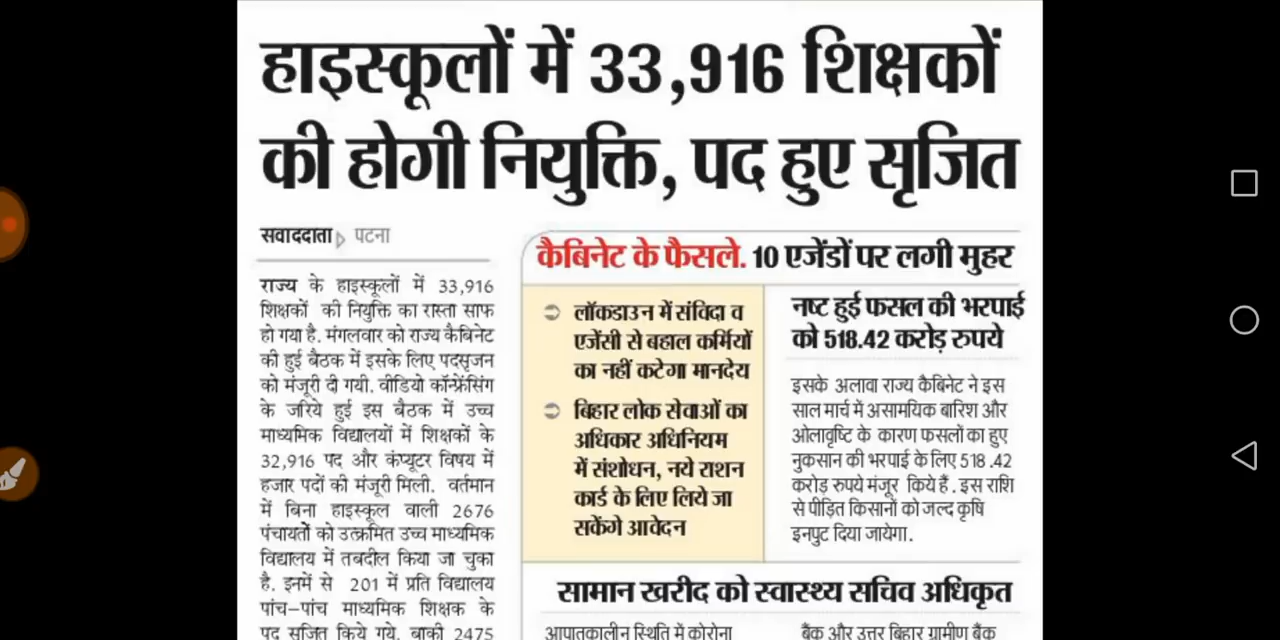 हाइस्कूलों में 33,916 शिक्षकों
की होगी नियुक्ति, पद हुए सृजित
सवाददाता पटना
राज्य के हाइस्कूलों में 33,916
शिक्षकों की नियुक्ति का रास्ता साफ
हो गया है. मंगलवार को राज्य कैबिनेट
की हुई बैठक में इसके लिए पदसृजन
को मंजूरी दी गयी. वीडियो कॉन्फ्रेंसिंग
के जरिये हुई इस बैठक में उच्च
माध्यमिक विद्यालयों में शिक्षकों के
32,916 पद और कंप्यूटर विषय में
हजार पदों की मंजूरी मिली. वर्तमान
में बिना हाइस्कूल वाली 2676
पंचायतों को उत्क्रमित उच्च माध्यमिक
विद्यालय में तबदील किया जा चुका
है. इनमें से 201 में प्रति विद्यालय
पांच-पांच माध्यमिक शिक्षक के
पद सृजित किये गये. बाकी 2475
कैबिनेट के फैसले. 10 एजेंडों पर लगी मुहर
लॉकडाउन में संविदा व
एजेंसी से बहाल कर्मियों
का नहीं कटेगा मानदेय
बिहार लोक सेवाओं का
अधिकार अधिनियम
में संशोधन, नये राशन
कार्ड के लिए लिये जा
सकेंगे आवेदन
नष्ट हुई फसल की भरपाई
को 518.42 करोड़ रुपये
इसके अलावा राज्य कैबिनेट ने इस
साल मार्च में असामयिक बारिश और
ओलावृष्टि के कारण फसलों का हुए
नुकसान की भरपाई के लिए 518.42
करोड़ रुपये मंजूर किये हैं. इस राशि
से पीड़ित किसानों को जल्द कृषि
इनपुट दिया जायेगा.
सामान खरीद को स्वास्थ्य सचिव अधिकृत
आपातकालीन स्थिति में कोरोना
बैंक और उत्तर बिहार ग्रामीण बैंक